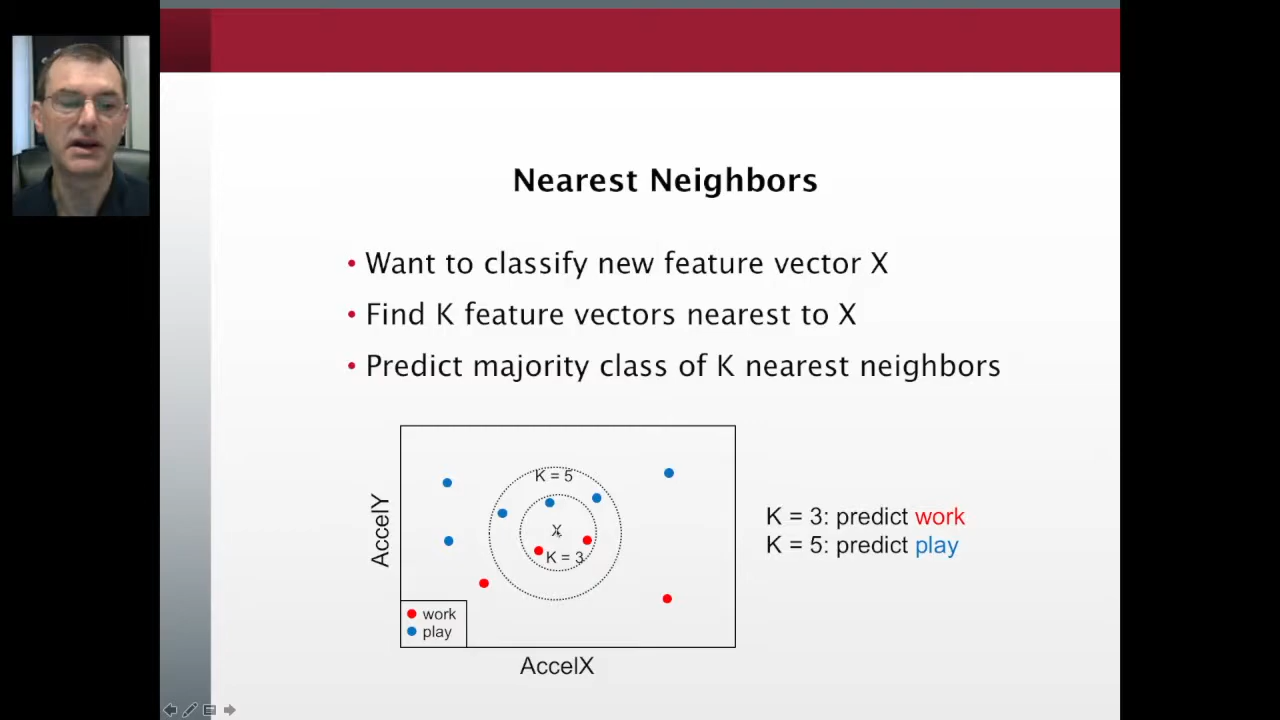 Nearest Neighbors
• Want to classify new feature vector X
• Find K feature vectors nearest to X
• Predict majority class of K nearest neighbors
K = 5
X
K = 3
AccelY
work
play
AccelX
K = 3: predict work
K = 5: predict play